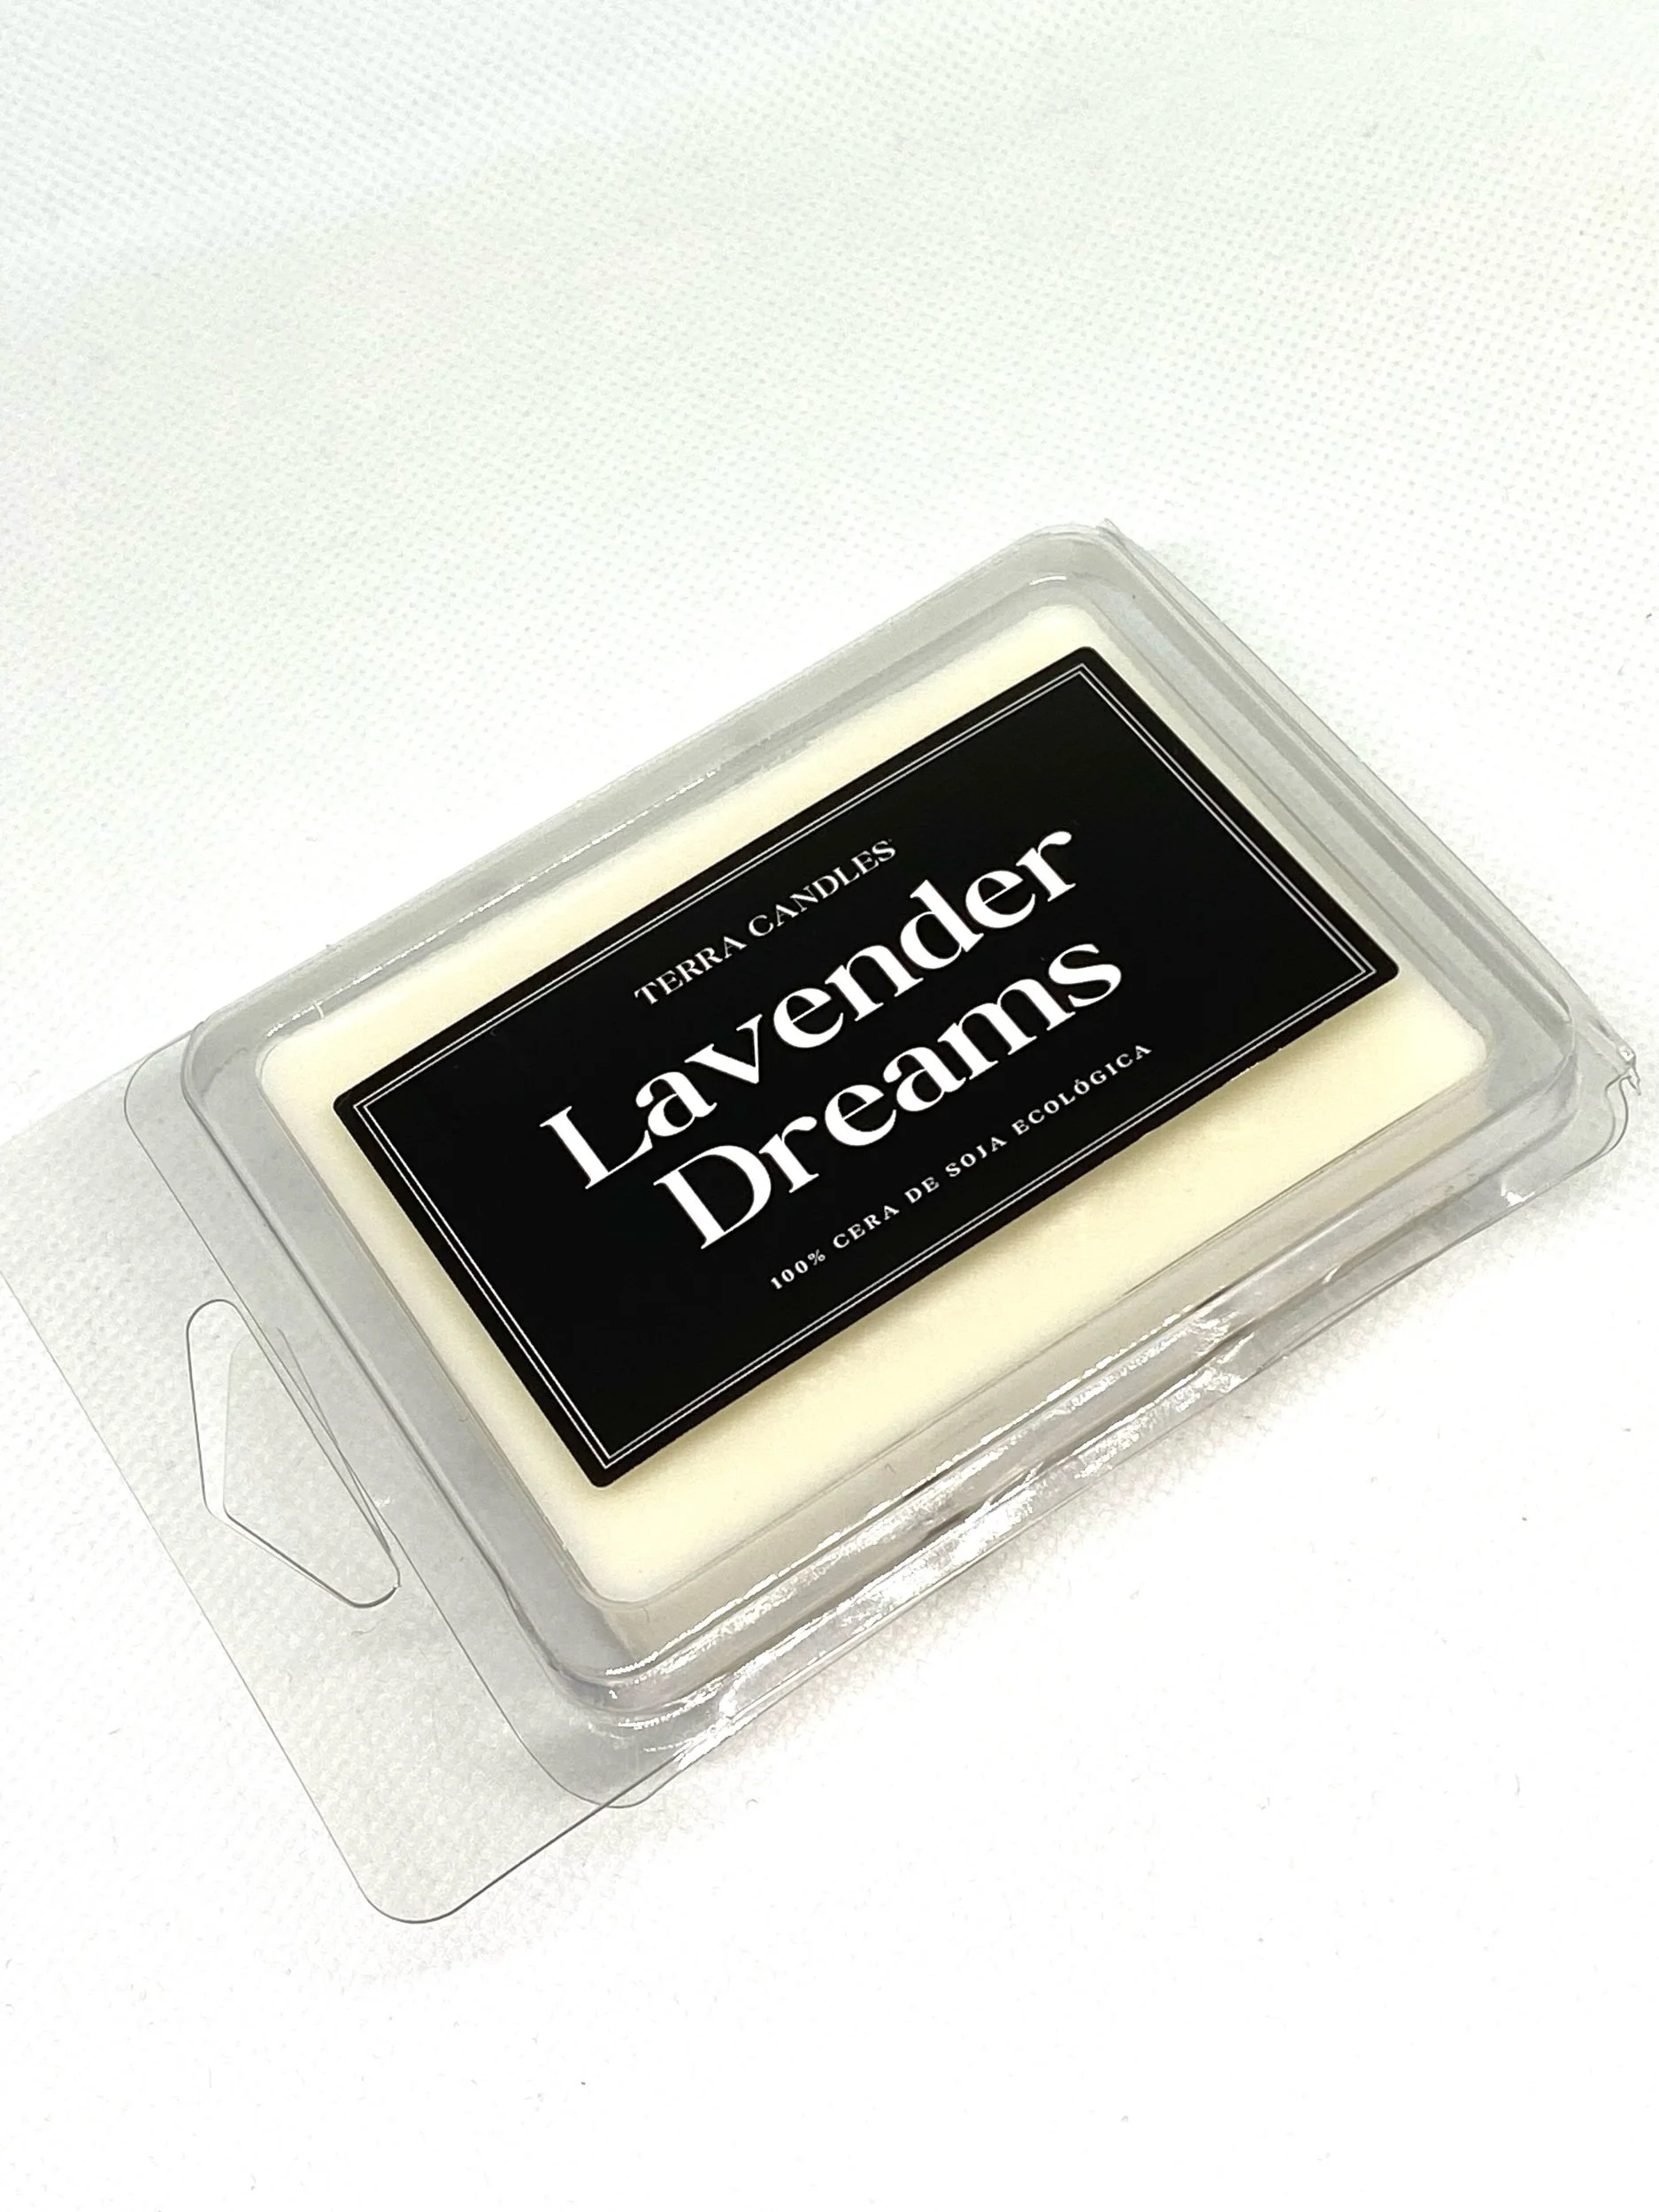 TERRA CANDLES
Lavender
Dreams
100% CERA DE SOJA ECOLÓGICA